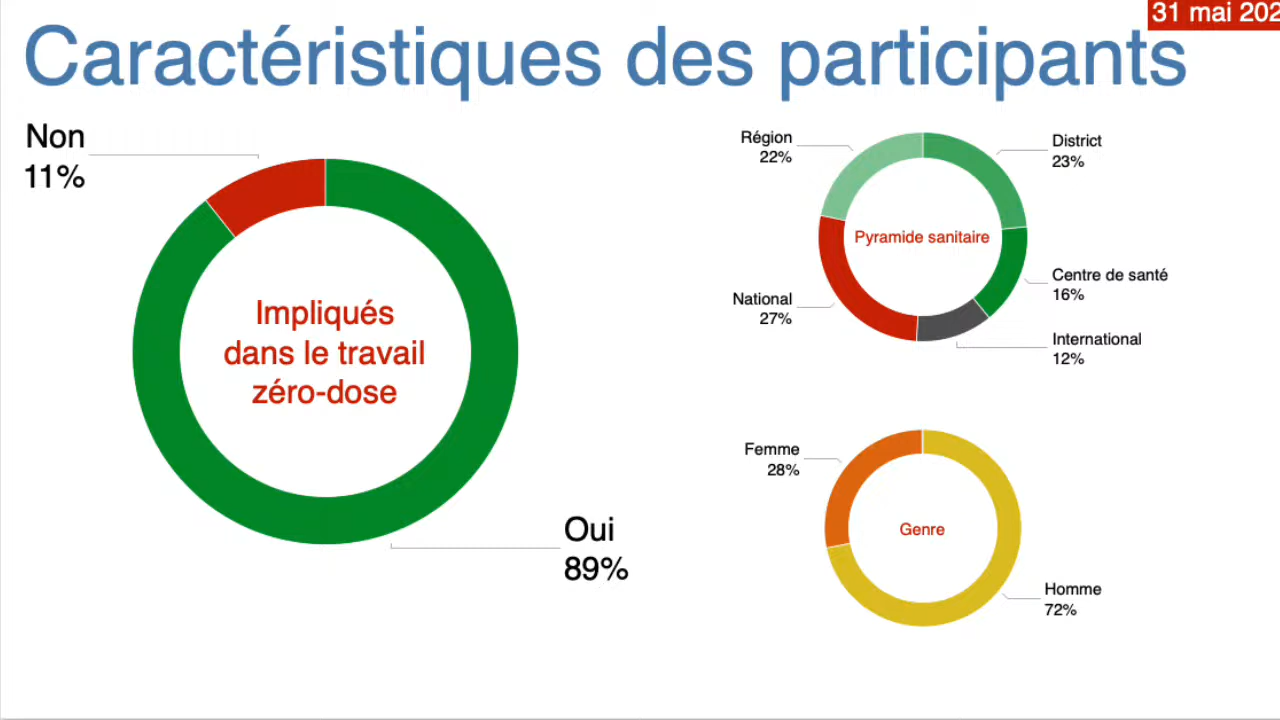 31 mai 202
Caractéristiques des participants
Non
11%
Impliqués
dans le travail
zéro-dose
Oui
89%
Région
22%
District
23%
Pyramide sanitaire
Centre de santé
16%
National
27%
International
12%
Femme
28%
Genre
Homme
72%